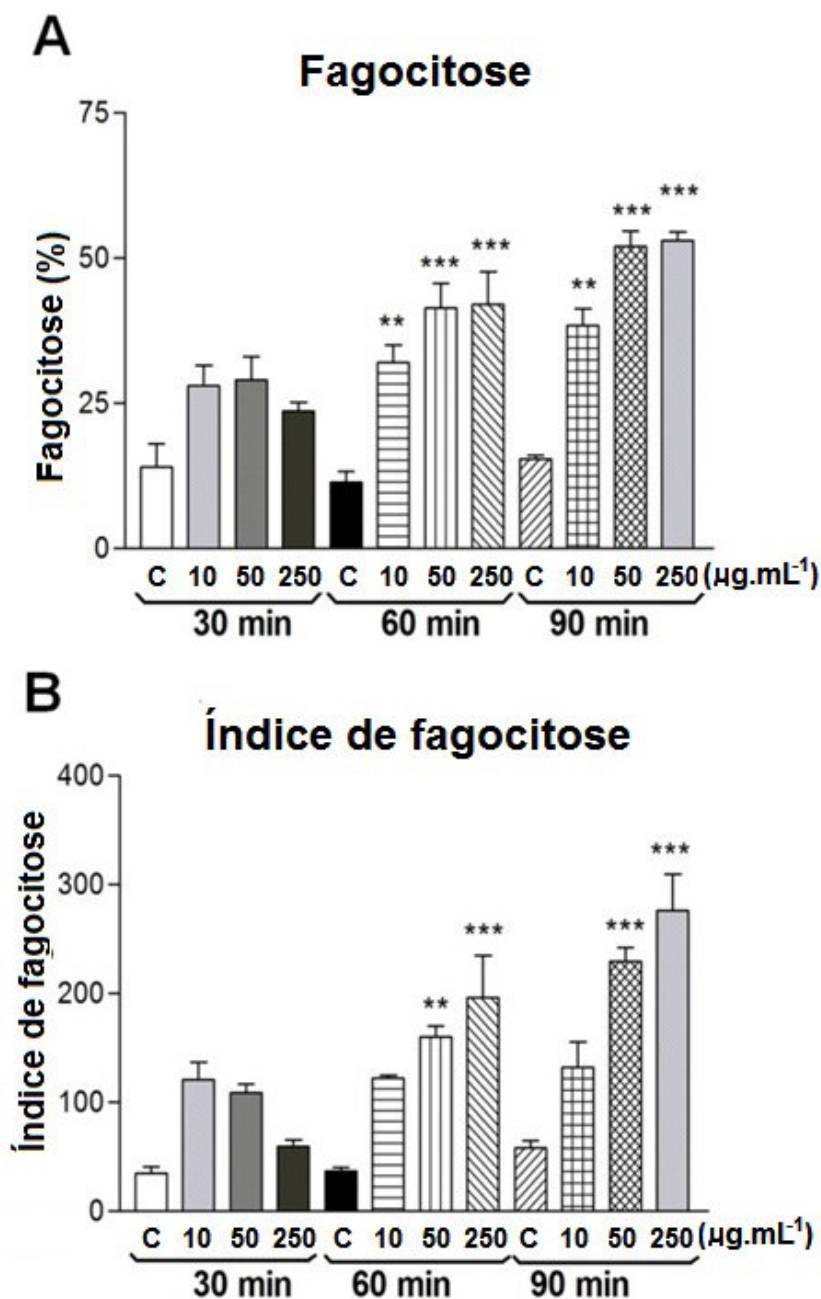 A
Fagocitose
Fagocitose (%)
75
50
25
0
**
***
***
**
***
***
C 10 50 250 C 10 50 250 C 10 50 250 (µg.mL-1)
30 min 60 min 90 min
B
Índice de fagocitose
Índice de fagocitose
400
300
200
100
0
**
***
***
***
C 10 50 250 C 10 50 250 C 10 50 250 (µg.mL-1)
30 min 60 min 90 min